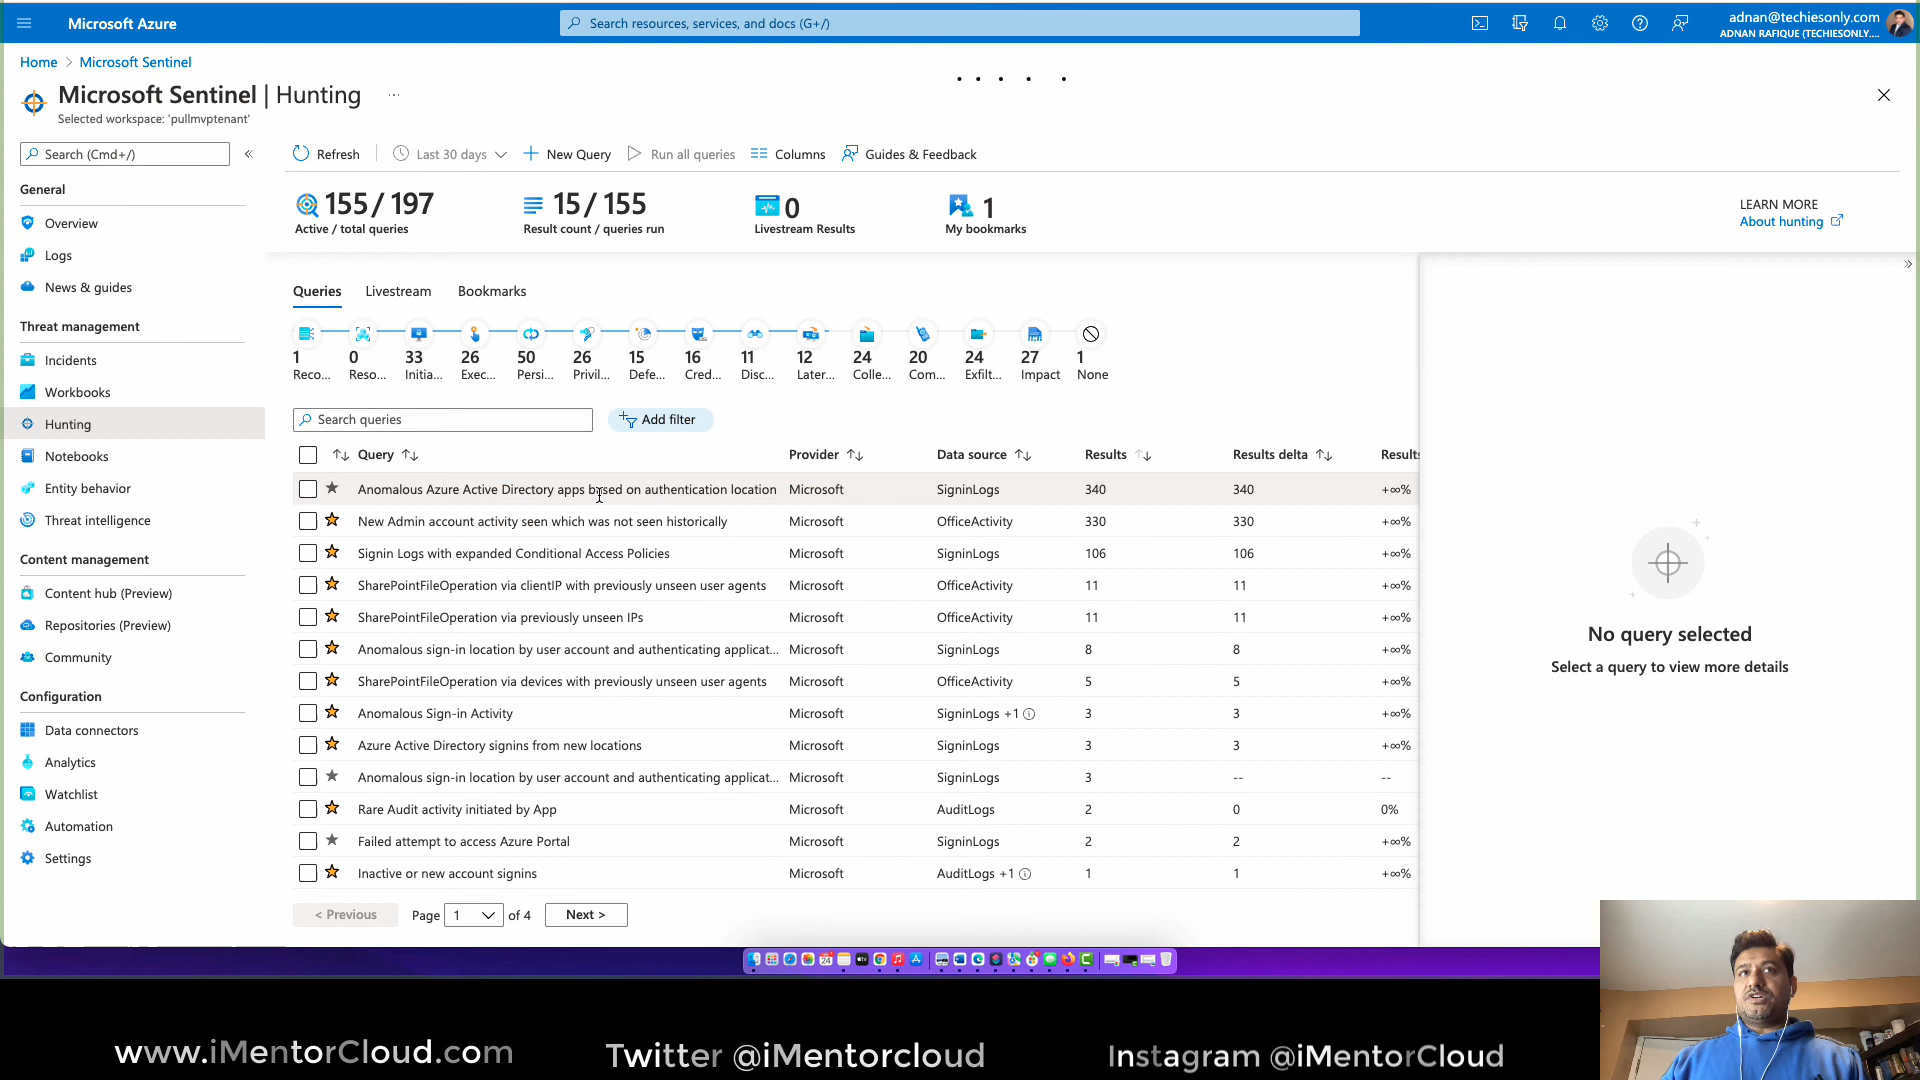 Microsoft Azure
Search resources, services, and docs (G+/)
adnan@techiesonly.com
ADNAN RAFIQUE (TECHIESONLY....
Home > Microsoft Sentinel
Microsoft Sentinel | Hunting ...
Selected workspace: 'pullmvptenant'
Search (Cmd+/) «
General
Overview
Logs
News & guides
Threat management
Incidents
Workbooks
Hunting
Notebooks
Entity behavior
Threat intelligence
Content management
Content hub (Preview)
Repositories (Preview)
Community
Configuration
Data connectors
Analytics
Watchlist
Automation
Settings
Refresh Last 30 days New Query Run all queries Columns Guides & Feedback
155 / 197
Active / total queries
15 / 155
Result count / queries run
0
Livestream Results
1
My bookmarks
LEARN MORE
About hunting
Queries Livestream Bookmarks
1 0 33 26 50 26 15 16 11 12 24 20 24 27 1
Reco... Reso... Initia... Exec... Persi... Privil... Defe... Cred... Disc... Later... Colle... Com... Exfilt... Impact None
Search queries Add filter
Query Provider Data source Results Results delta Results
Anomalous Azure Active Directory apps based on authentication location Microsoft SigninLogs 340 340 +∞%
New Admin account activity seen which was not seen historically Microsoft OfficeActivity 330 330 +∞%
Signin Logs with expanded Conditional Access Policies Microsoft SigninLogs 106 106 +∞%
SharePointFileOperation via clientIP with previously unseen user agents Microsoft OfficeActivity 11 11 +∞%
SharePointFileOperation via previously unseen IPs Microsoft OfficeActivity 11 11 +∞%
Anomalous sign-in location by user account and authenticating applicat... Microsoft SigninLogs 8 8 +∞%
SharePointFileOperation via devices with previously unseen user agents Microsoft OfficeActivity 5 5 +∞%
Anomalous Sign-in Activity Microsoft SigninLogs +1 3 3 +∞%
Azure Active Directory signins from new locations Microsoft SigninLogs 3 3 +∞%
Anomalous sign-in location by user account and authenticating applicat... Microsoft SigninLogs 3 -- --
Rare Audit activity initiated by App Microsoft AuditLogs 2 0 0%
Failed attempt to access Azure Portal Microsoft SigninLogs 2 2 +∞%
Inactive or new account signins Microsoft AuditLogs +1 1 1 +∞%
< Previous Page 1 of 4 Next >
»
No query selected
Select a query to view more details
www.iMentorCloud.com Twitter @iMentorcloud Instagram @iMentorCloud